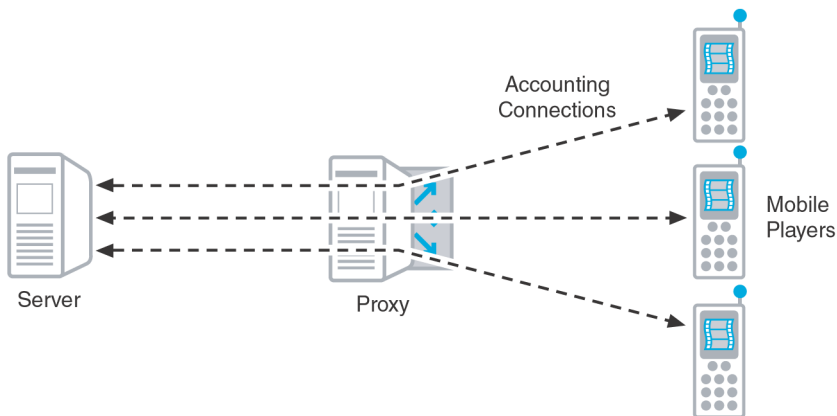 Accounting
Connections
Mobile
Players
Server
Proxy